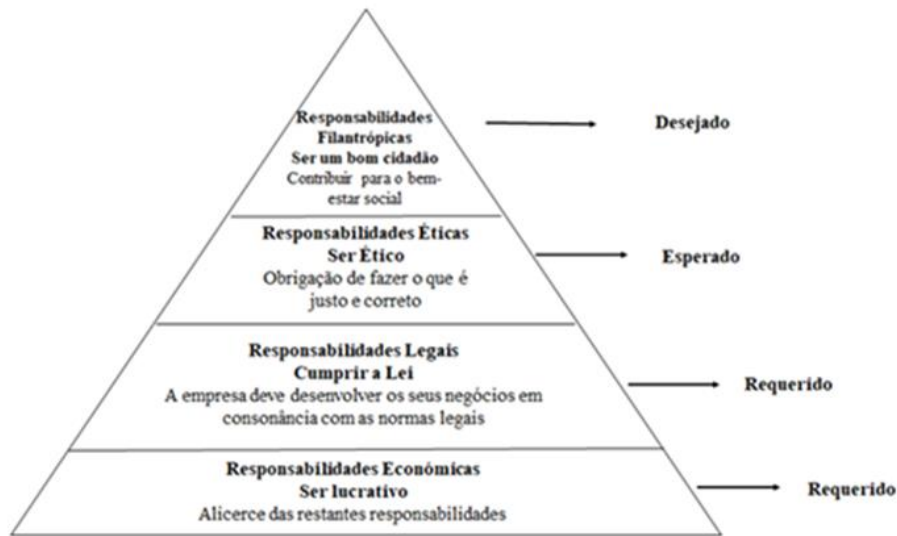 Responsabilidades
Filantrópicas
Ser um bom cidadão
Contribuir para o bem-
estar social
Desejado
Responsabilidades Éticas
Ser Ético
Obrigação de fazer o que é
justo e correto
Esperado
Responsabilidades Legais
Cumprir a Lei
A empresa deve desenvolver os seus negócios em
consonância com as normas legais
Requerido
Responsabilidades Económicas
Ser lucrativo
Alicerce das restantes responsabilidades
Requerido